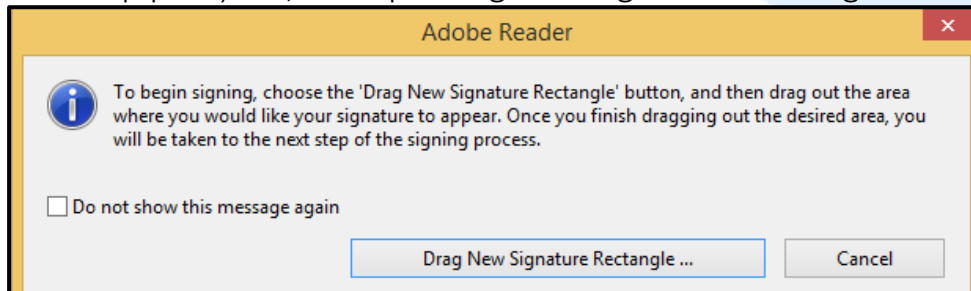 Adobe Reader
To begin signing, choose the 'Drag New Signature Rectangle' button, and then drag out the area
where you would like your signature to appear. Once you finish dragging out the desired area, you
will be taken to the next step of the signing process.
Do not show this message again
Drag New Signature Rectangle ...
Cancel